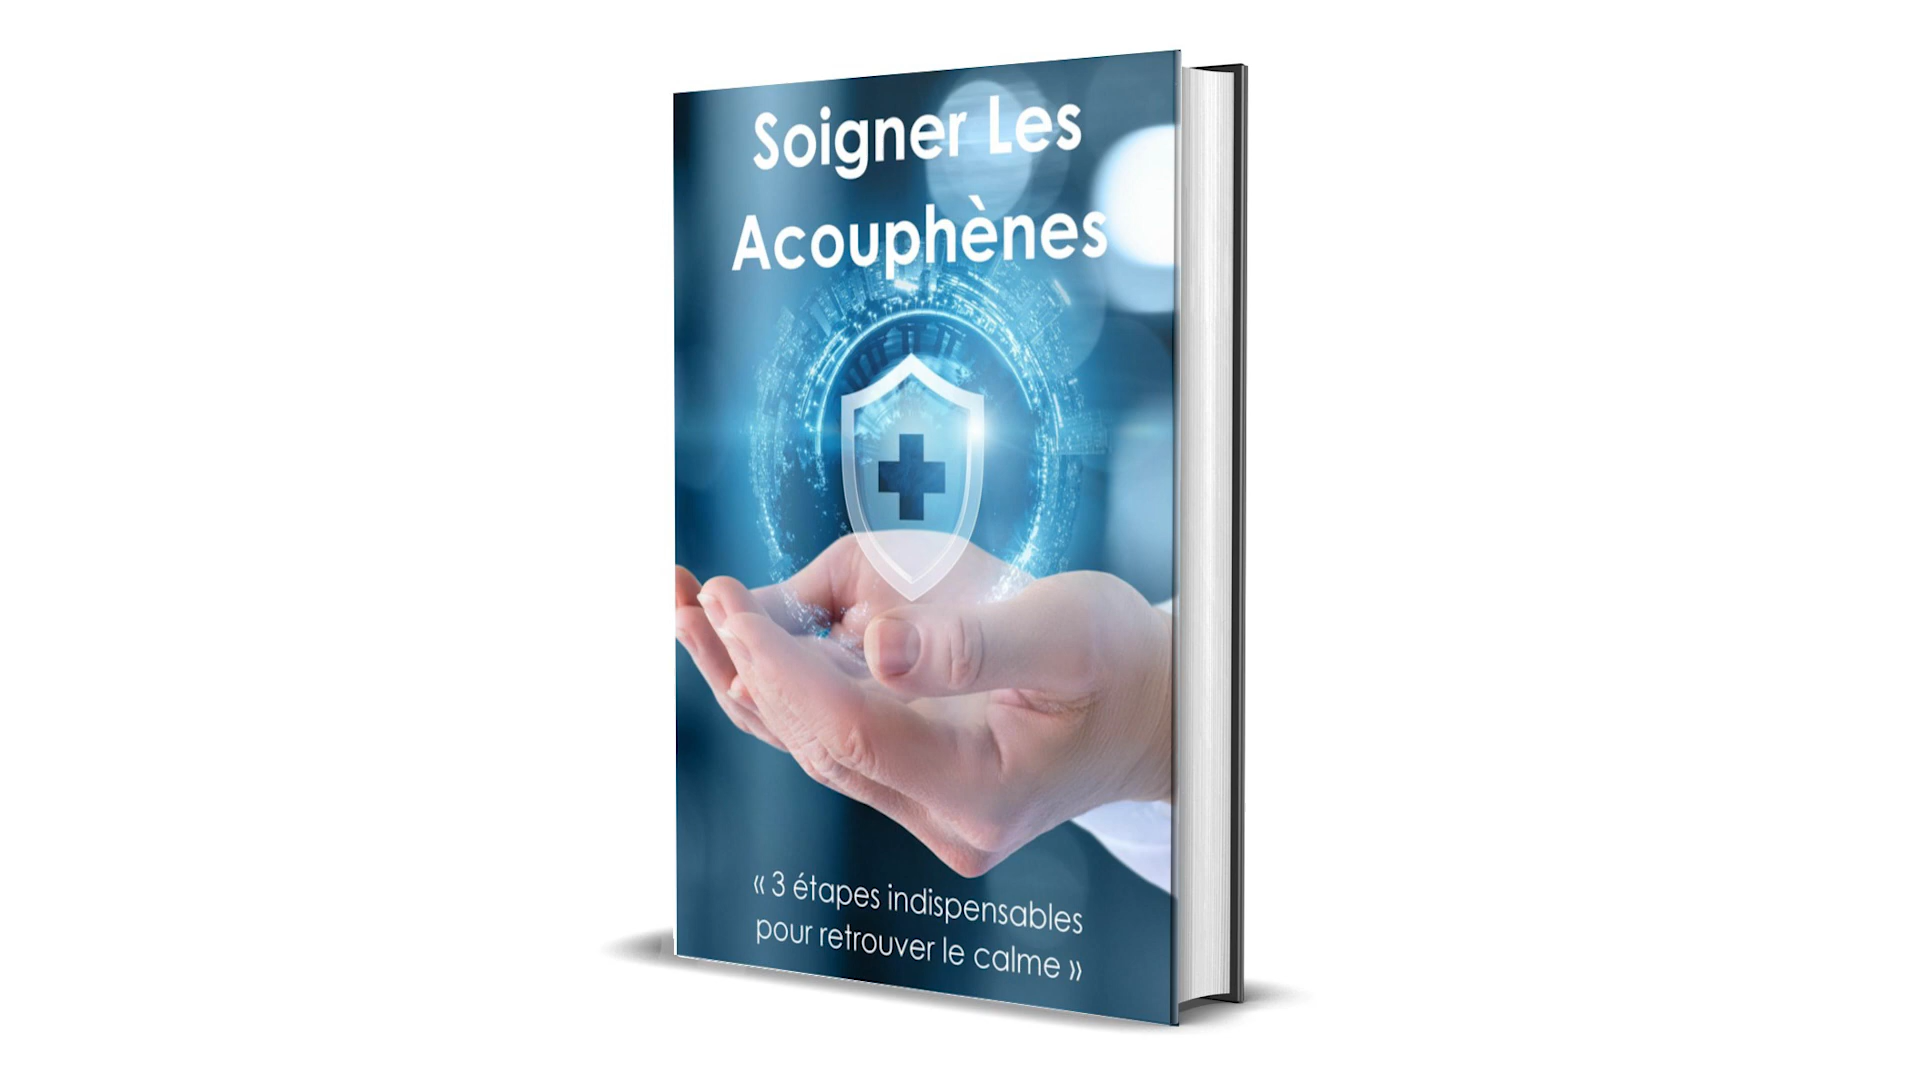 Soigner Les
Acouphènes
« 3 étapes indispensables
pour retrouver le calme »